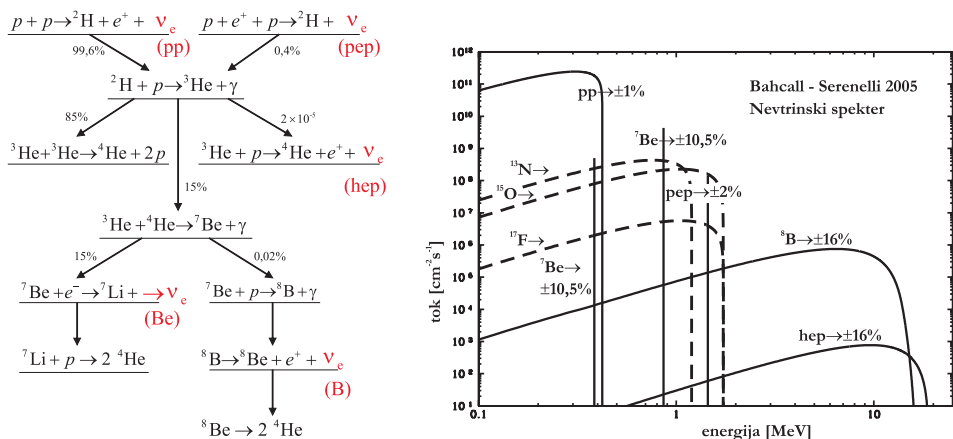 p + p → ²H + e⁺ + νₑ
(pp)
p + e⁺ + p → ²H + νₑ
(pep)
99,6%
0,4%
²H + p → ³He + γ
85%
2 × 10⁻⁵
³He + ³He → ⁴He + 2p
³He + p → ⁴He + e⁺ + νₑ
(hep)
15%
³He + ⁴He → ⁷Be + γ
15%
0,02%
⁷Be + e⁻ → ⁷Li + → νₑ
(Be)
⁷Be + p → ⁸B + γ
⁷Li + p → 2 ⁴He
⁸B → ⁸Be + e⁺ + νₑ
(B)
⁸Be → 2 ⁴He
tok [cm⁻² s⁻¹]
10¹²
10¹¹
10¹⁰
10⁹
10⁸
10⁷
10⁶
10⁵
10⁴
10³
10²
10¹
Bahcall - Serenelli 2005
Nevtrinski spekter
pp→±1%
⁷Be→±10,5%
¹³N→
¹⁵O→
pep→±2%
¹⁷F→
⁷Be→
±10,5%
⁸B→±16%
hep→±16%
0.1
1
10
energija [MeV]